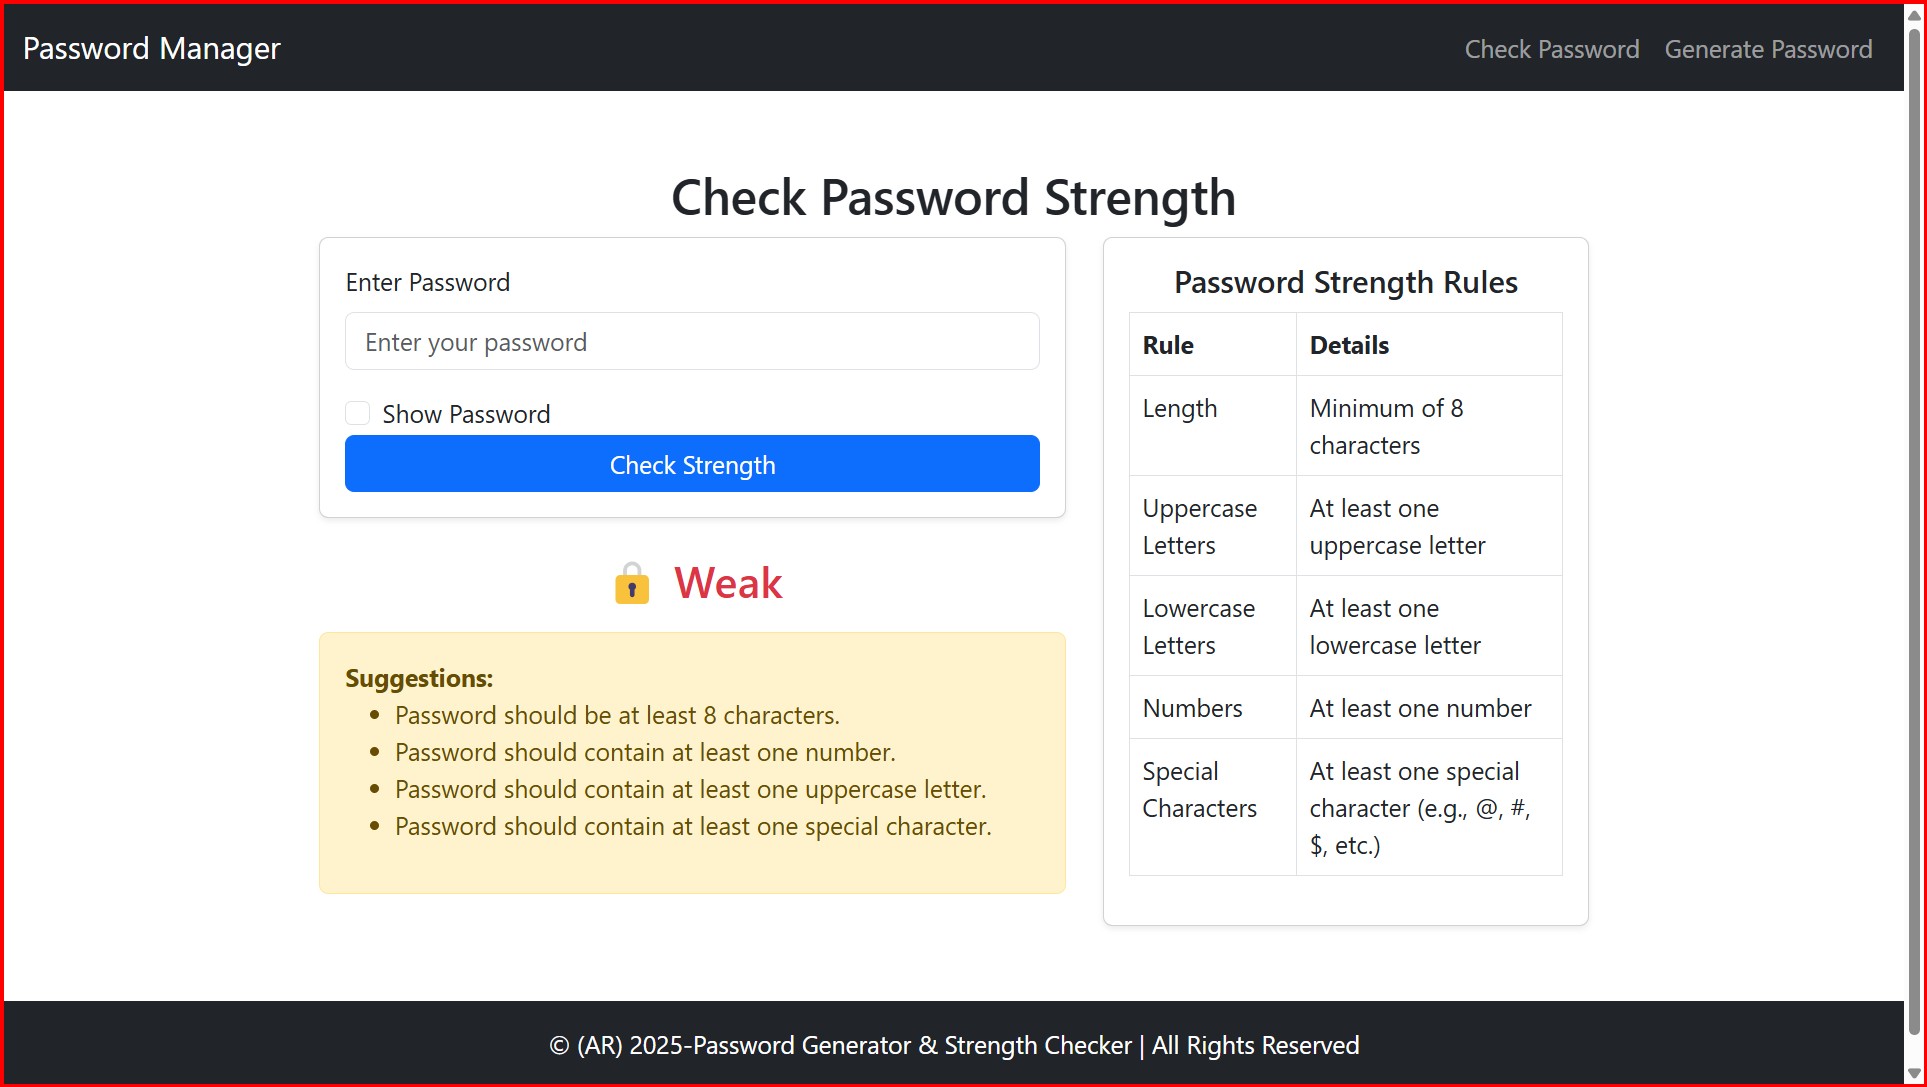 Password Manager
Check Password
Generate Password
Check Password Strength
Enter Password
Enter your password
Show Password
Check Strength
Weak
Suggestions:
Password should be at least 8 characters.
Password should contain at least one number.
Password should contain at least one uppercase letter.
Password should contain at least one special character.
Password Strength Rules
Rule Details
Length Minimum of 8
characters
Uppercase At least one
Letters uppercase letter
Lowercase At least one
Letters lowercase letter
Numbers At least one number
Special At least one special
Characters character (e.g., @, #,
$, etc.)
© (AR) 2025-Password Generator & Strength Checker | All Rights Reserved